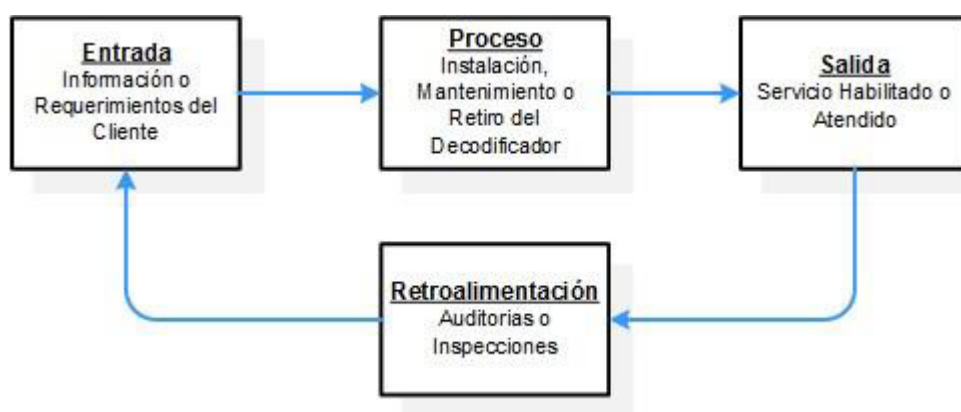 Entrada
Información o
Requerimientos del
Cliente
Proceso
Instalación,
Mantenimiento o
Retiro del
Decodificador
Salida
Servicio Habilitado o
Atendido
Retroalimentación
Auditorias o
Inspecciones